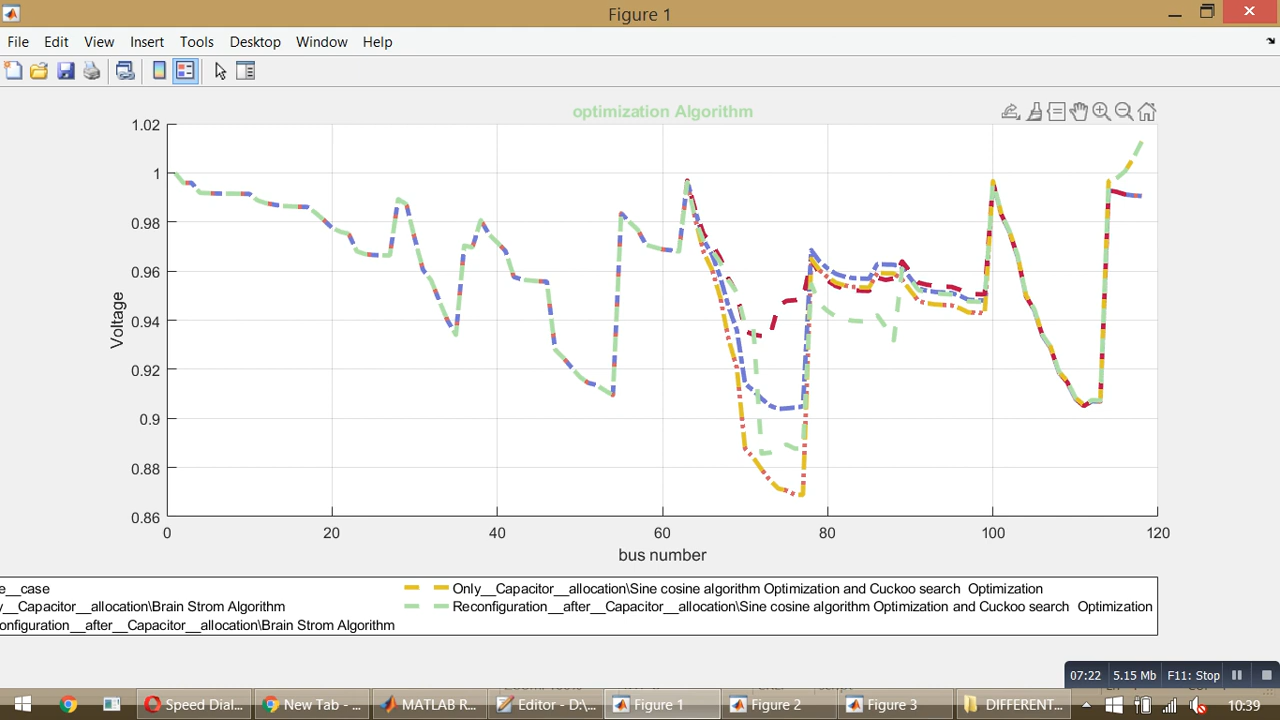 Figure 1
File Edit View Insert Tools Desktop Window Help
optimization Algorithm
1.02
1
0.98
0.96
0.94
0.92
0.9
0.88
0.86
Voltage
0 20 40 60 80 100 120
bus number
e__case
Only__Capacitor__allocation\Sine cosine algorithm Optimization and Cuckoo search Optimization
y__Capacitor__allocation\Brain Strom Algorithm
Reconfiguration__after__Capacitor__allocation\Sine cosine algorithm Optimization and Cuckoo search Optimization
onfiguration__after__Capacitor__allocation\Brain Strom Algorithm
07:22 5.15 Mb F11: Stop
Speed Dial... New Tab - ... MATLAB R... Editor - D:\... Figure 1 Figure 2 Figure 3 DIFFERENT... 10:39